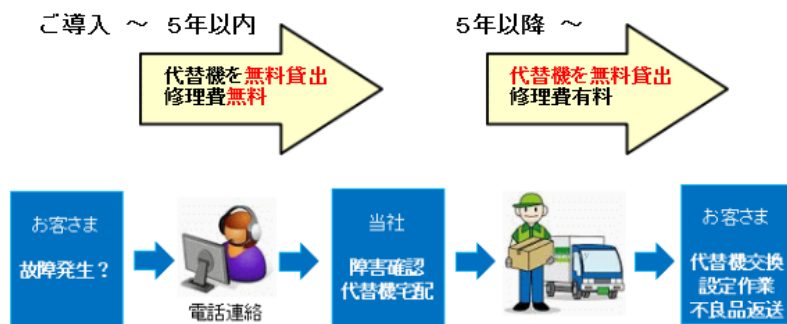 ご導入 ～ 5年以内
5年以降 ～
代替機を無料貸出
修理費無料
代替機を無料貸出
修理費有料
お客さま
故障発生？
電話連絡
当社
障害確認
代替機宅配
お客さま
代替機交換
設定作業
不良品返送